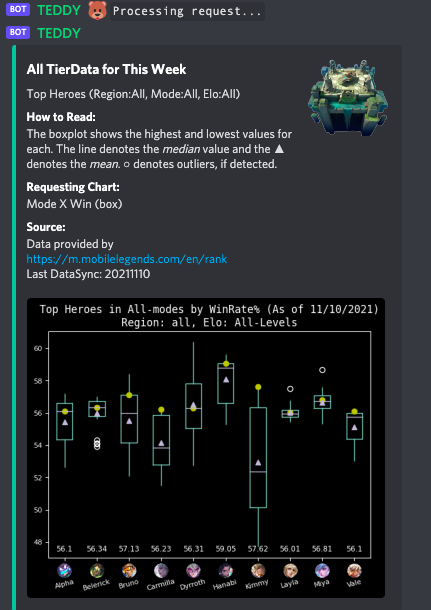 BOT TEDDY Processing request...
BOT TEDDY
All TierData for This Week
Top Heroes (Region:All, Mode:All, Elo:All)
How to Read:
The boxplot shows the highest and lowest values for
each. The line denotes the median value and the ▲
denotes the mean. ○ denotes outliers, if detected.
Requesting Chart:
Mode X Win (box)
Source:
Data provided by
https://m.mobilelegends.com/en/rank
Last DataSync: 20211110
Top Heroes in All-modes by WinRate% (As of 11/10/2021)
Region: all, Elo: All-Levels
60
58
56
54
52
50
48
56.1 56.34 57.13 56.23 56.31 59.05 57.62 56.01 56.81 56.1
Alpha Belerick Bruno Carmilla Dyrroth Hanabi Kimmy Layla Miya Vale